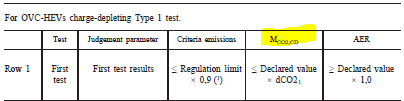 For OVC-HEVs charge-depleting Type 1 test.
Test Judgement parameter Criteria emissions M_CO2,CD AER
Row 1 First test First test results ≤ Regulation limit × 0,9 (¹) ≤ Declared value × dCO2₁ ≥ Declared value × 1,0